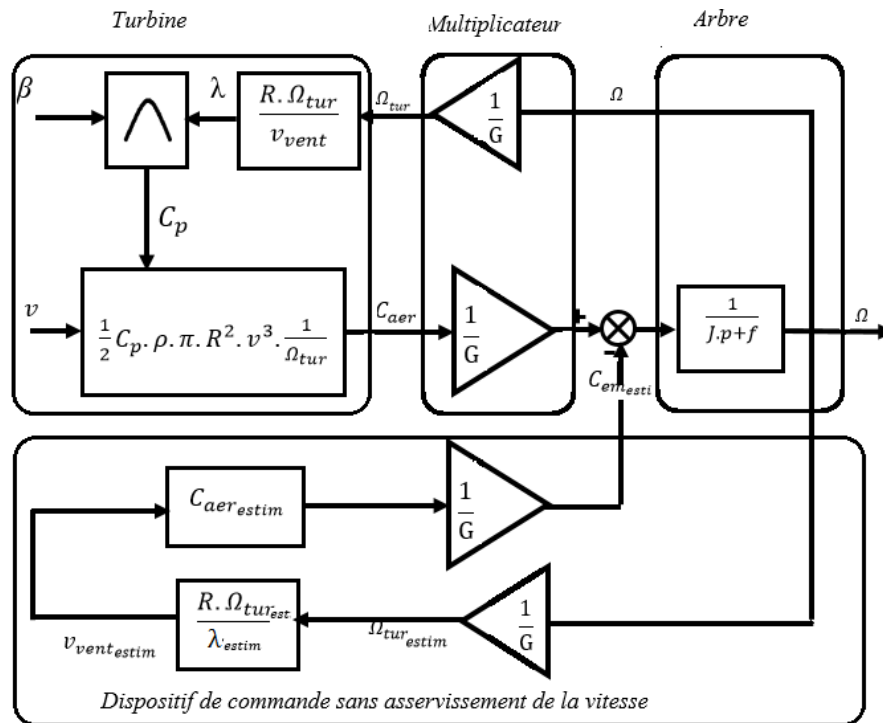 Turbine
Multiplicateur
Arbre
β
λ
R. Ω_tur / v_vent
Ω_tur
1/G
Ω
C_p
v
1/2 C_p. ρ. π. R². v³. 1/Ω_tur
C_aer
1/G
+
-
C_em_esti
1/(J.p+f)
Ω
C_aer_estim
1/G
R. Ω_tur_est / λ_estim
v_vent_estim
Ω_tur_estim
1/G
Dispositif de commande sans asservissement de la vitesse